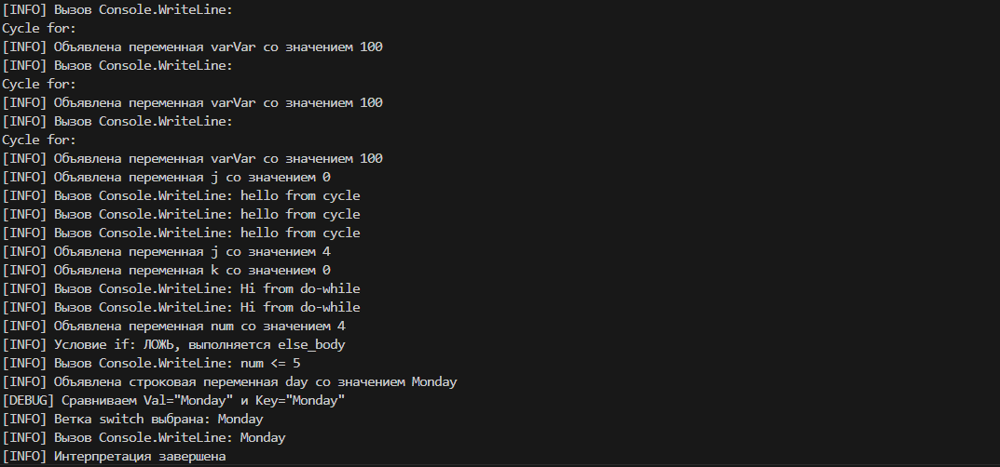 [INFO] Вызов Console.WriteLine:
Cycle for:
[INFO] Объявлена переменная varVar со значением 100
[INFO] Вызов Console.WriteLine:
Cycle for:
[INFO] Объявлена переменная varVar со значением 100
[INFO] Вызов Console.WriteLine:
Cycle for:
[INFO] Объявлена переменная varVar со значением 100
[INFO] Объявлена переменная j со значением 0
[INFO] Вызов Console.WriteLine: hello from cycle
[INFO] Вызов Console.WriteLine: hello from cycle
[INFO] Вызов Console.WriteLine: hello from cycle
[INFO] Объявлена переменная j со значением 4
[INFO] Объявлена переменная k со значением 0
[INFO] Вызов Console.WriteLine: Hi from do-while
[INFO] Вызов Console.WriteLine: Hi from do-while
[INFO] Объявлена переменная num со значением 4
[INFO] Условие if: ЛОЖЬ, выполняется else_body
[INFO] Вызов Console.WriteLine: num <= 5
[INFO] Объявлена строковая переменная day со значением Monday
[DEBUG] Сравниваем Val="Monday" и Key="Monday"
[INFO] Ветка switch выбрана: Monday
[INFO] Вызов Console.WriteLine: Monday
[INFO] Интерпретация завершена